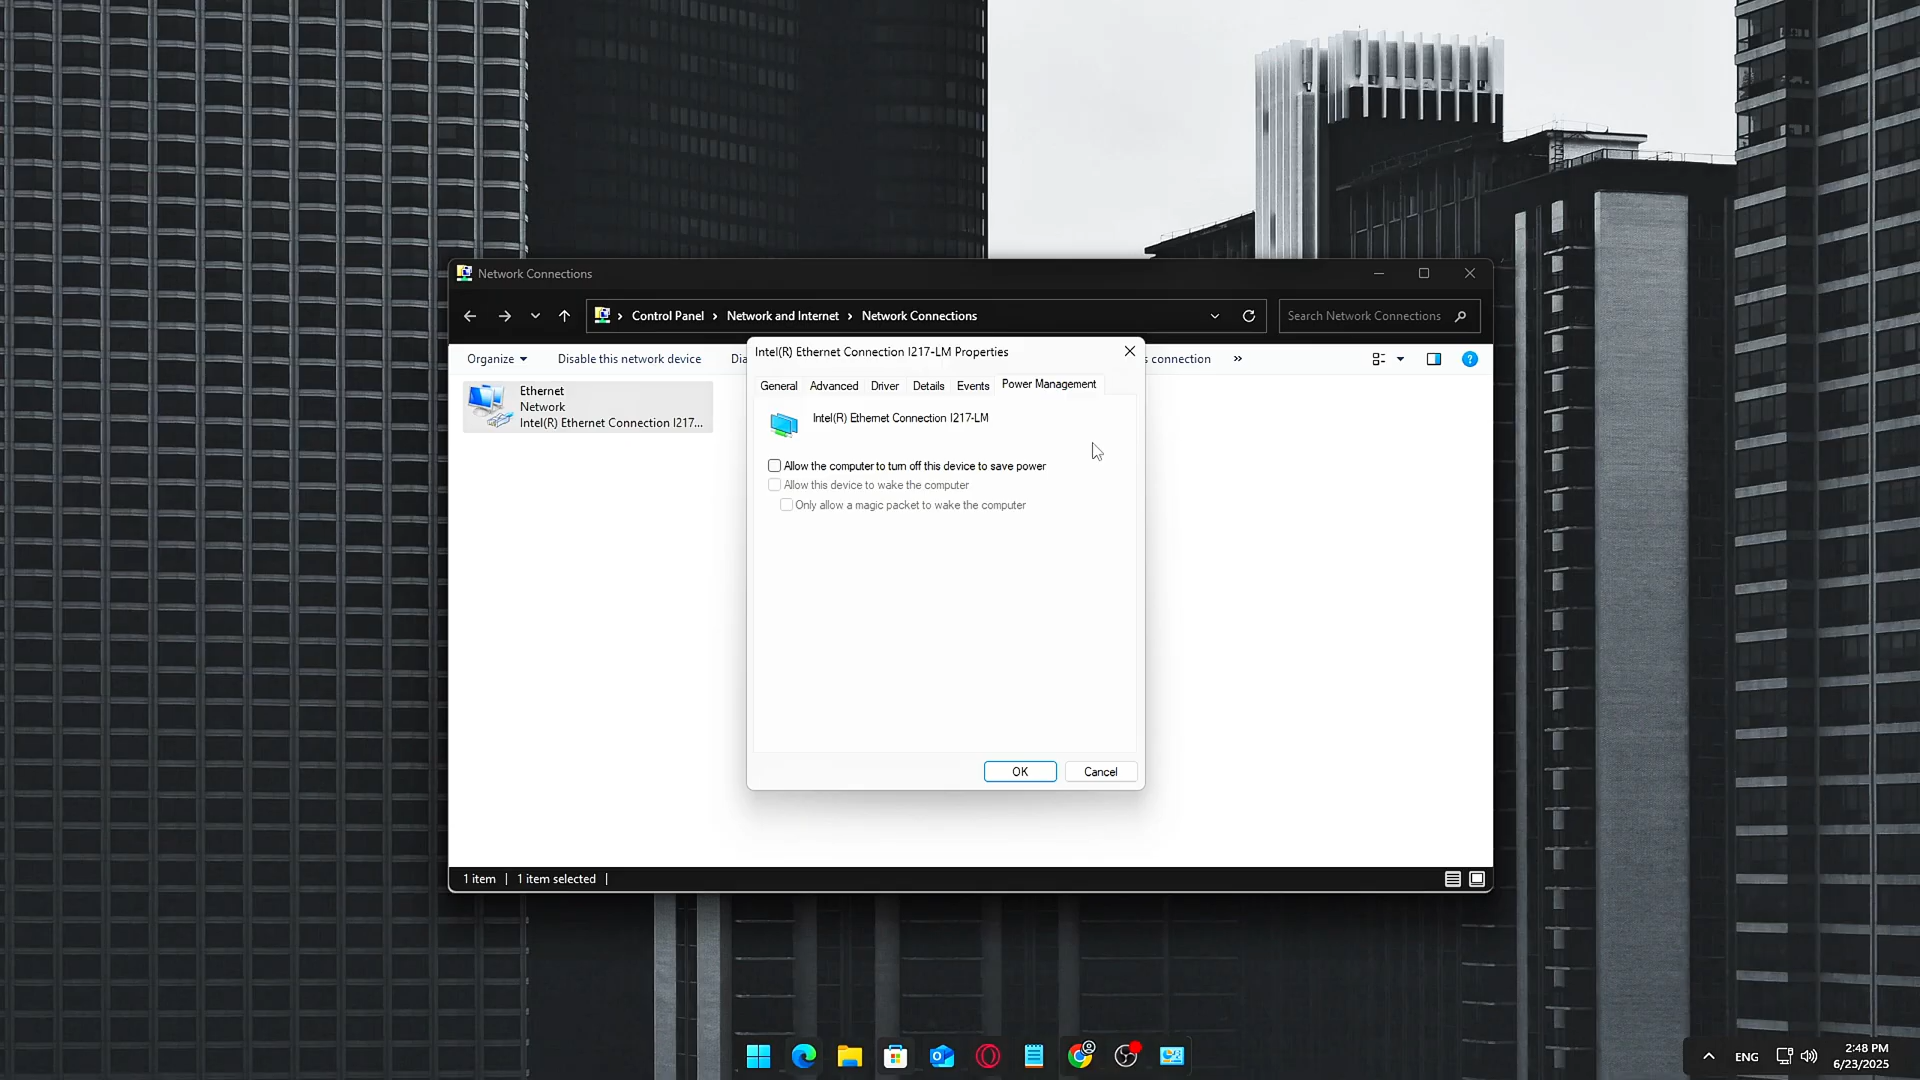 Network Connections
Control Panel > Network and Internet > Network Connections
Search Network Connections
Organize
Disable this network device
Dia
s connection
»
?
Ethernet
Network
Intel(R) Ethernet Connection I217...
Intel(R) Ethernet Connection I217-LM Properties
General Advanced Driver Details Events Power Management
Intel(R) Ethernet Connection I217-LM
Allow the computer to turn off this device to save power
Allow this device to wake the computer
Only allow a magic packet to wake the computer
OK
Cancel
1 item | 1 item selected |
ENG
2:48 PM
6/23/2025